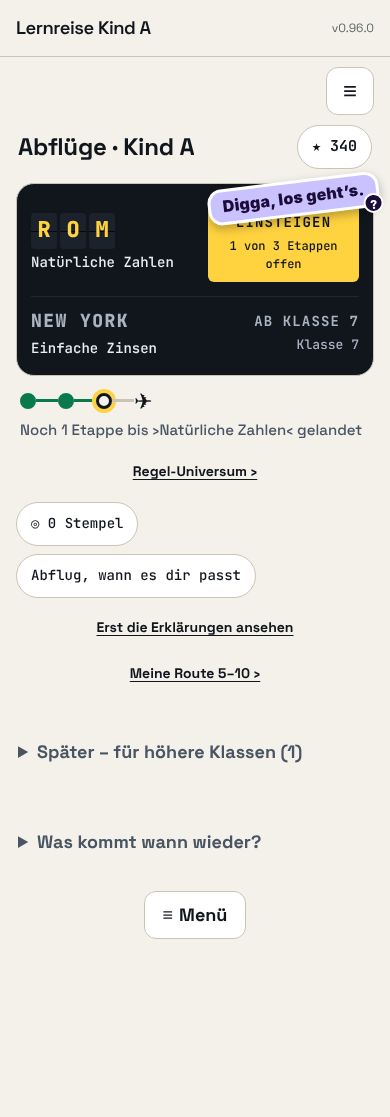 Lernreise Kind A
v0.96.0
≡
Abflüge · Kind A
★ 340
Digga, los geht's.
?
ROM
EINSTEIGEN
Natürliche Zahlen
1 von 3 Etappen
offen
NEW YORK
AB KLASSE 7
Einfache Zinsen
Klasse 7
Noch 1 Etappe bis >Natürliche Zahlen< gelandet
Regel-Universum >
◎ 0 Stempel
Abflug, wann es dir passt
Erst die Erklärungen ansehen
Meine Route 5–10 >
▶ Später – für höhere Klassen (1)
▶ Was kommt wann wieder?
≡ Menü